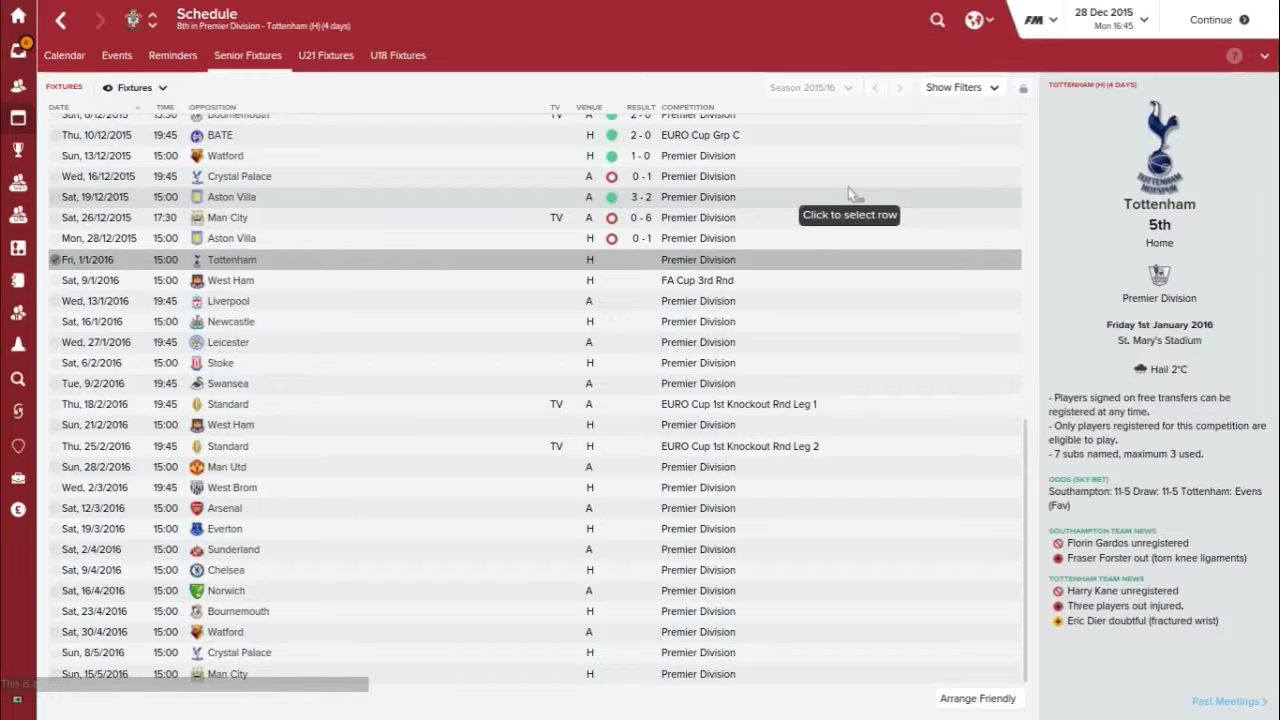 Schedule
8th in Premier Division - Tottenham (H) (4 days)
FM
28 Dec 2015
Mon 16:45
Continue
Calendar
Events
Reminders
Senior Fixtures
U21 Fixtures
U18 Fixtures
FIXTURES
Fixtures
Season 2015/16
Show Filters
DATE TIME OPPOSITION TV VENUE RESULT COMPETITION
Sun, 6/12/2015 13:30 Bournemouth TV A 2 - 0 Premier Division
Thu, 10/12/2015 19:45 BATE H 2 - 0 EURO Cup Grp C
Sun, 13/12/2015 15:00 Watford H 1 - 0 Premier Division
Wed, 16/12/2015 19:45 Crystal Palace A 0 - 1 Premier Division
Sat, 19/12/2015 15:00 Aston Villa A 3 - 2 Premier Division
Sat, 26/12/2015 17:30 Man City TV A 0 - 6 Premier Division
Click to select row
Mon, 28/12/2015 15:00 Aston Villa H 0 - 1 Premier Division
Fri, 1/1/2016 15:00 Tottenham H Premier Division
Sat, 9/1/2016 15:00 West Ham H FA Cup 3rd Rnd
Wed, 13/1/2016 19:45 Liverpool A Premier Division
Sat, 16/1/2016 15:00 Newcastle H Premier Division
Wed, 27/1/2016 19:45 Leicester A Premier Division
Sat, 6/2/2016 15:00 Stoke H Premier Division
Tue, 9/2/2016 19:45 Swansea A Premier Division
Thu, 18/2/2016 19:45 Standard TV A EURO Cup 1st Knockout Rnd Leg 1
Sun, 21/2/2016 15:00 West Ham H Premier Division
Thu, 25/2/2016 19:45 Standard TV H EURO Cup 1st Knockout Rnd Leg 2
Sun, 28/2/2016 15:00 Man Utd A Premier Division
Wed, 2/3/2016 19:45 West Brom H Premier Division
Sat, 12/3/2016 15:00 Arsenal A Premier Division
Sat, 19/3/2016 15:00 Everton H Premier Division
Sat, 2/4/2016 15:00 Sunderland A Premier Division
Sat, 9/4/2016 15:00 Chelsea H Premier Division
Sat, 16/4/2016 15:00 Norwich A Premier Division
Sat, 23/4/2016 15:00 Bournemouth H Premier Division
Sat, 30/4/2016 15:00 Watford A Premier Division
Sun, 8/5/2016 15:00 Crystal Palace H Premier Division
Sun, 15/5/2016 15:00 Man City H Premier Division
This is a
Arrange Friendly
TOTTENHAM (H) (4 DAYS)
TOTTENHAM
HOTSPUR
Tottenham
5th
Home
Premier Division
Friday 1st January 2016
St. Mary's Stadium
Hail 2°C
- Players signed on free transfers can be
registered at any time.
- Only players registered for this competition are
eligible to play.
- 7 subs named, maximum 3 used.
ODDS (SKY BET)
Southampton: 11-5 Draw: 11-5 Tottenham: Evens
(Fav)
SOUTHAMPTON TEAM NEWS
Florin Gardos unregistered
Fraser Forster out (torn knee ligaments)
TOTTENHAM TEAM NEWS
Harry Kane unregistered
Three players out injured.
Eric Dier doubtful (fractured wrist)
Past Meetings >